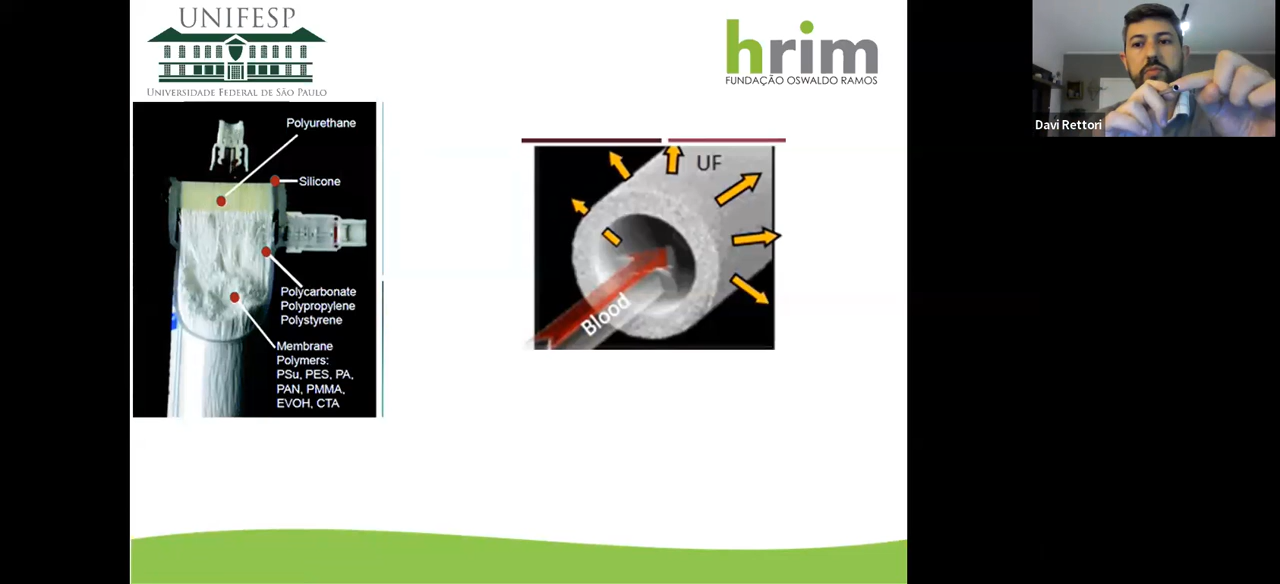 UNIFESP
UNIVERSIDADE FEDERAL DE SÃO PAULO
hrim
FUNDAÇÃO OSWALDO RAMOS
Davi Rettori
Polyurethane
Silicone
Polycarbonate
Polypropylene
Polystyrene
Membrane
Polymers:
PSu, PES, PA,
PAN, PMMA,
EVOH, CTA
UF
Blood